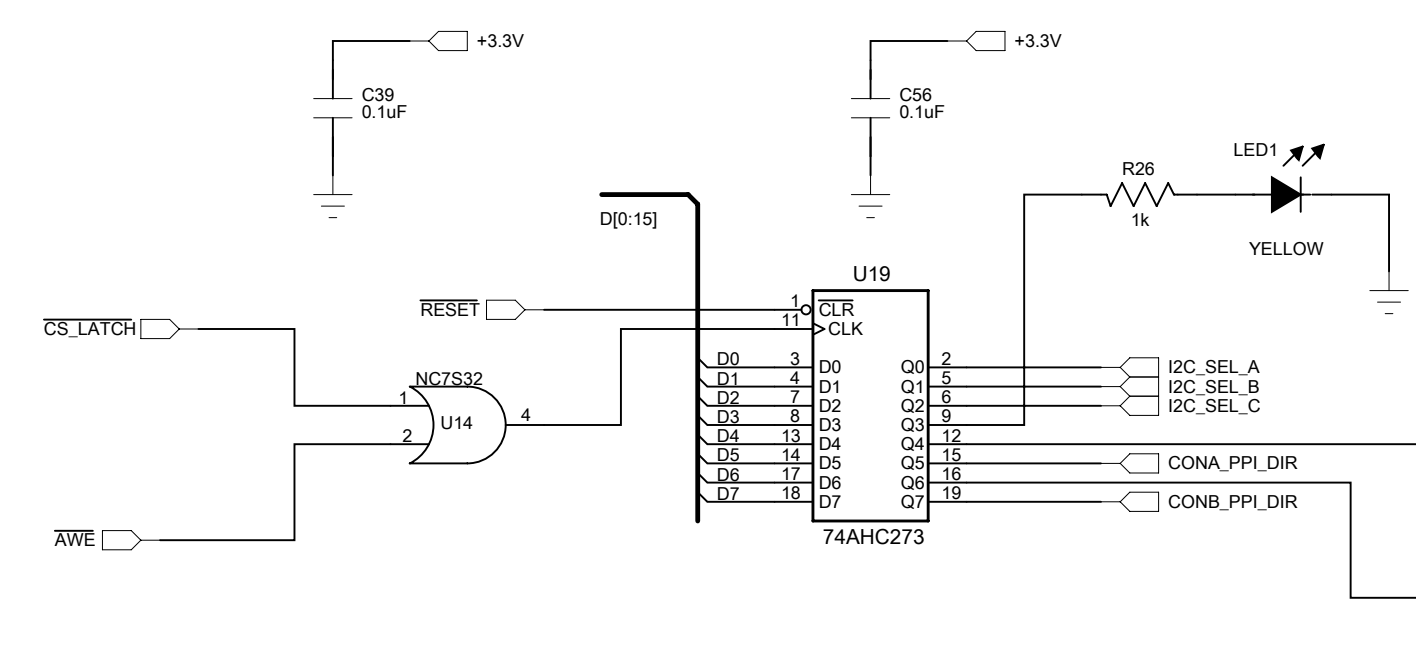 +3.3V
+3.3V
C39
0.1uF
C56
0.1uF
LED1
R26
1k
D[0:15]
YELLOW
U19
RESET
1
CLR
CS_LATCH
11
CLK
D0 3 D0 Q0 2 I2C_SEL_A
NC7S32
D1 4 D1 Q1 5 I2C_SEL_B
1
D2 7 D2 Q2 6 I2C_SEL_C
U14
4
D3 8 D3 Q3 9
2
D4 13 D4 Q4 12
D5 14 D5 Q5 15 CONA_PPI_DIR
D6 17 D6 Q6 16
D7 18 D7 Q7 19 CONB_PPI_DIR
AWE
74AHC273